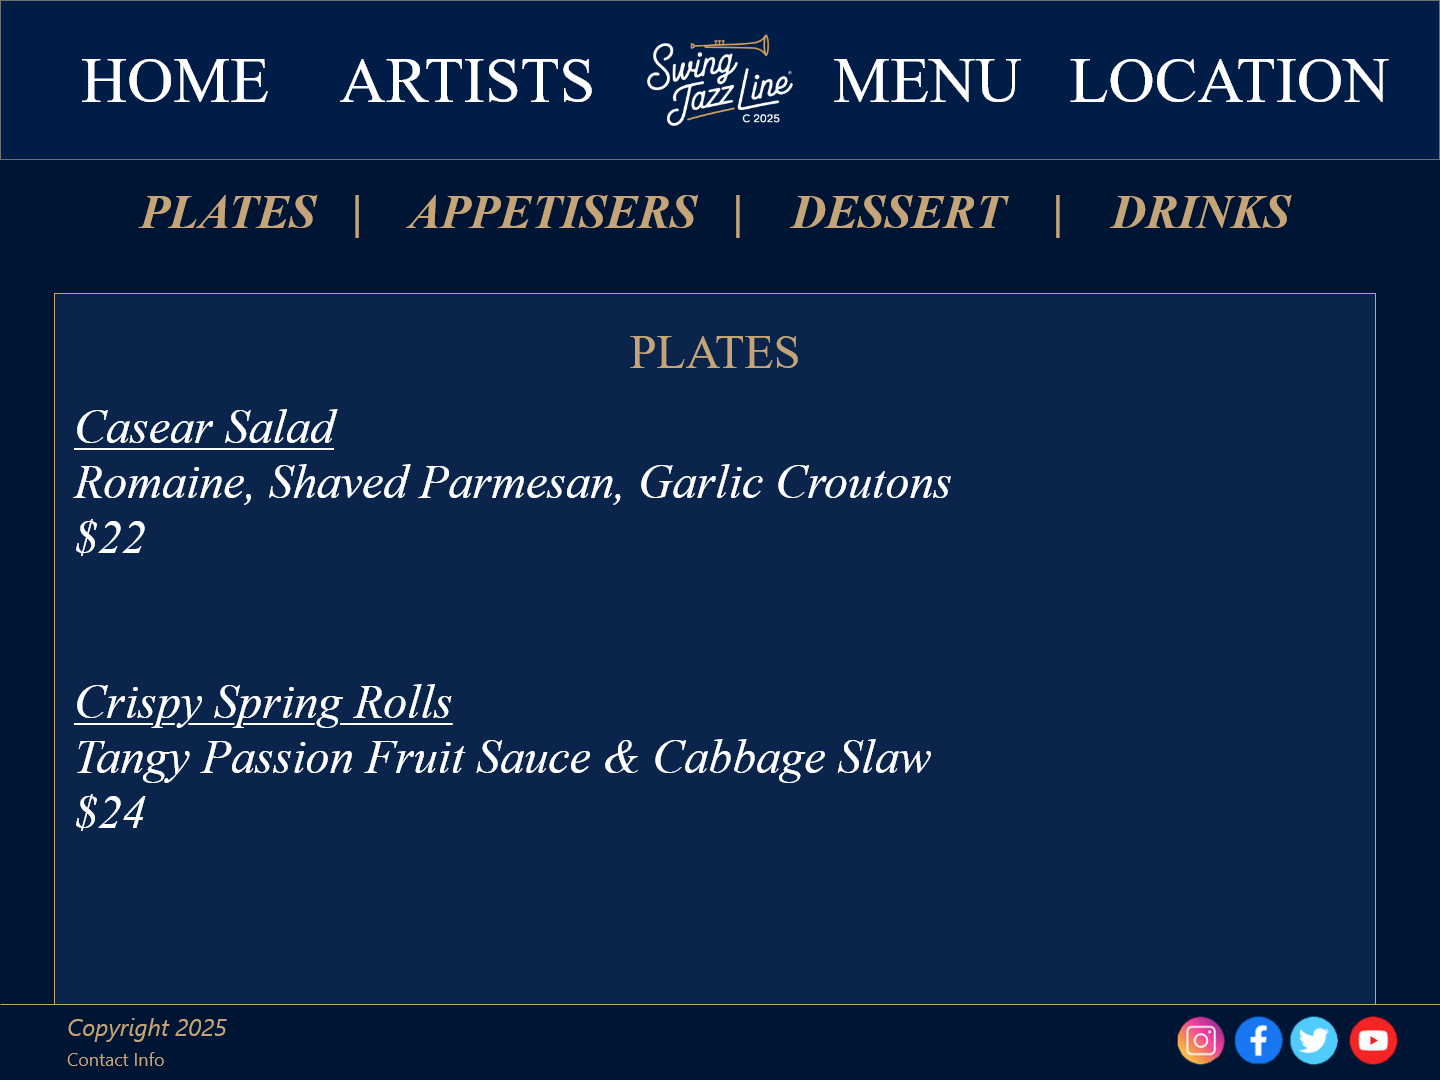 HOME ARTISTS Swing Jazz Line C 2025 MENU LOCATION
PLATES | APPETISERS | DESSERT | DRINKS
PLATES
Casear Salad
Romaine, Shaved Parmesan, Garlic Croutons
$22
Crispy Spring Rolls
Tangy Passion Fruit Sauce & Cabbage Slaw
$24
Copyright 2025
Contact Info